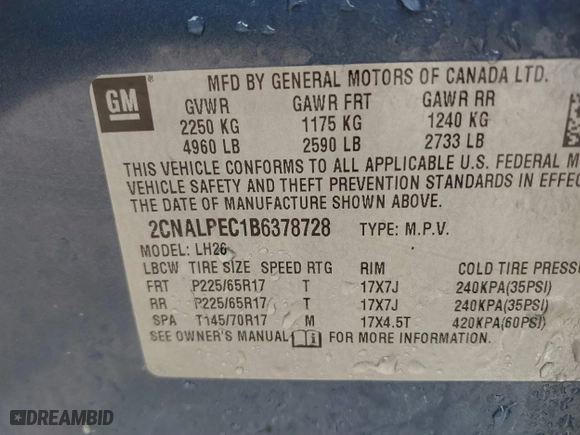 MFD BY GENERAL MOTORS OF CANADA LTD.
GM
GVWR GAWR FRT GAWR RR
2250 KG 1175 KG 1240 KG
4960 LB 2590 LB 2733 LB
THIS VEHICLE CONFORMS TO ALL APPLICABLE U.S. FEDERAL M
VEHICLE SAFETY AND THEFT PREVENTION STANDARDS IN EFFEC
THE DATE OF MANUFACTURE SHOWN ABOVE.
2CNALPEC1B6378728 TYPE: M.P.V.
MODEL: LH26
LBCW TIRE SIZE SPEED RTG RIM COLD TIRE PRESSU
FRT P225/65R17 T 17X7J 240KPA(35PSI)
RR P225/65R17 T 17X7J 240KPA(35PSI)
SPA T145/70R17 M 17X4.5T 420KPA(60PSI)
SEE OWNER'S MANUAL FOR MORE INFORMATION.
DREAMBID